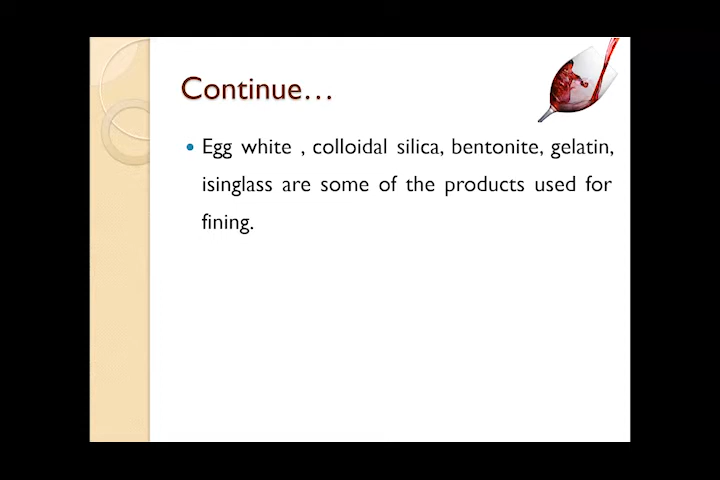 Continue...
• Egg white , colloidal silica, bentonite, gelatin,
isinglass are some of the products used for
fining.